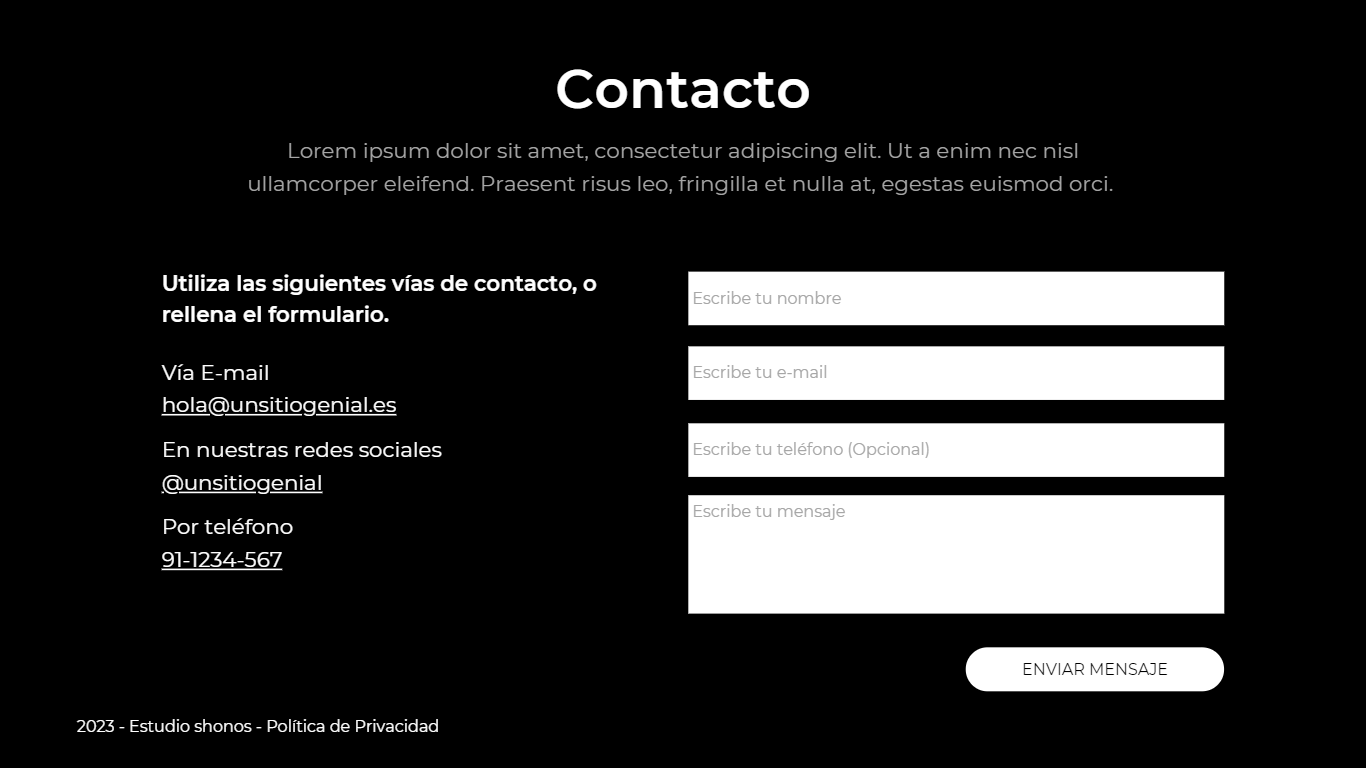 Contacto
Lorem ipsum dolor sit amet, consectetur adipiscing elit. Ut a enim nec nisl
ullamcorper eleifend. Praesent risus leo, fringilla et nulla at, egestas euismod orci.
Utiliza las siguientes vías de contacto, o
rellena el formulario.
Vía E-mail
hola@unsitiogenial.es
En nuestras redes sociales
@unsitiogenial
Por teléfono
91-1234-567
Escribe tu nombre
Escribe tu e-mail
Escribe tu teléfono (Opcional)
Escribe tu mensaje
ENVIAR MENSAJE
2023 - Estudio shonos - Política de Privacidad